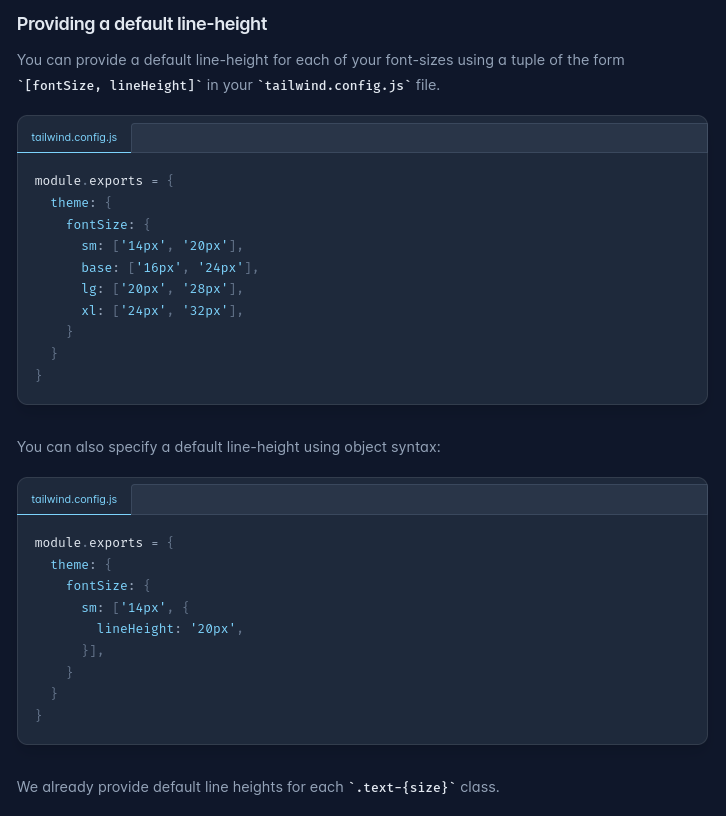 Providing a default line-height
You can provide a default line-height for each of your font-sizes using a tuple of the form
`[fontSize, lineHeight]` in your `tailwind.config.js` file.
tailwind.config.js
module.exports = {
  theme: {
    fontSize: {
      sm: ['14px', '20px'],
      base: ['16px', '24px'],
      lg: ['20px', '28px'],
      xl: ['24px', '32px'],
    }
  }
}
You can also specify a default line-height using object syntax:
tailwind.config.js
module.exports = {
  theme: {
    fontSize: {
      sm: ['14px', {
        lineHeight: '20px',
      }],
    }
  }
}
We already provide default line heights for each `.text-{size}` class.